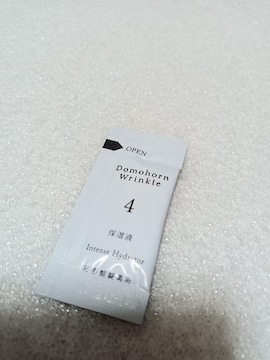 OPEN
Domohorn
Wrinkle
4
保湿液
Intense Hydrator